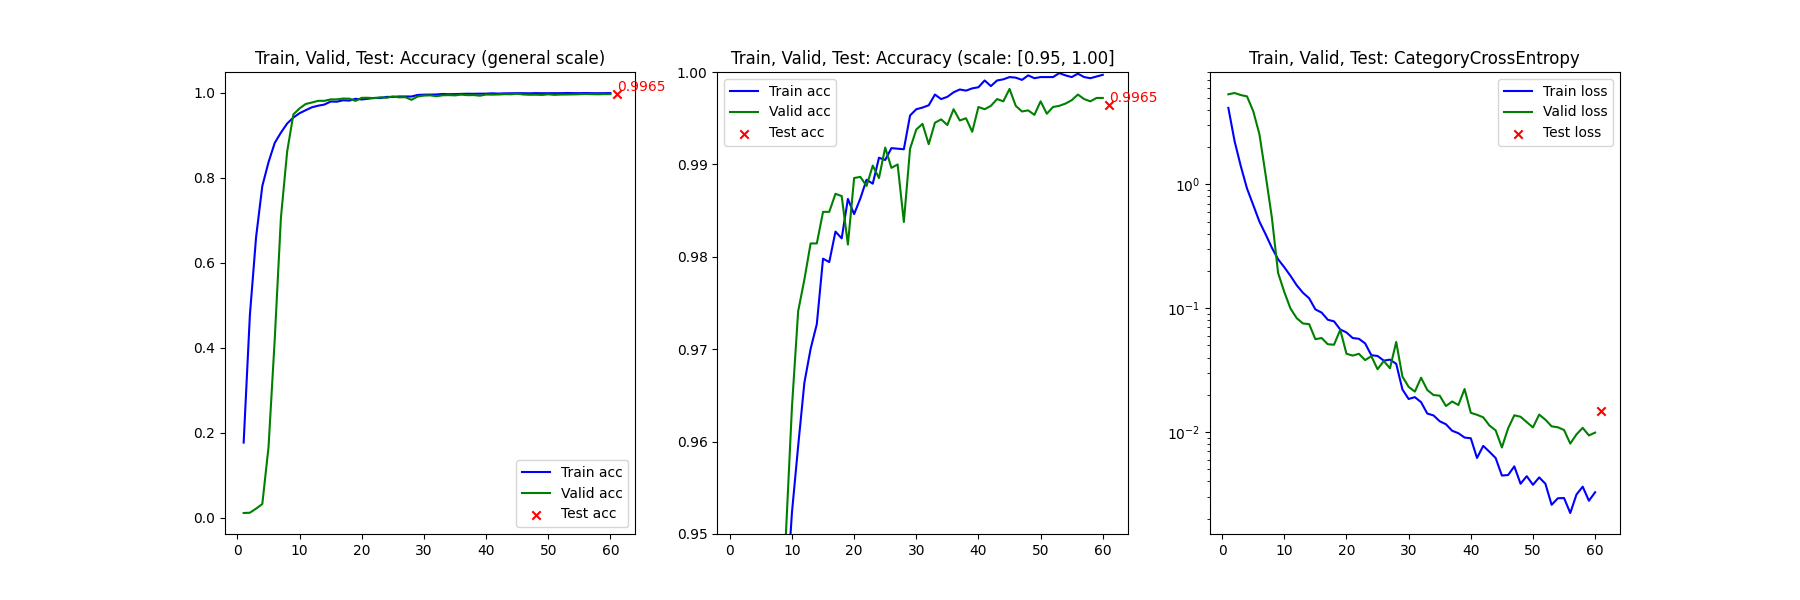 Train, Valid, Test: Accuracy (general scale)
1.0
0.8
0.6
0.4
0.2
0.0
0 10 20 30 40 50 60
0.9965
Train acc
Valid acc
Test acc
Train, Valid, Test: Accuracy (scale: [0.95, 1.00]
1.00
0.99
0.98
0.97
0.96
0.95
0 10 20 30 40 50 60
Train acc
Valid acc
Test acc
0.9965
Train, Valid, Test: CategoryCrossEntropy
10⁰
10⁻¹
10⁻²
0 10 20 30 40 50 60
Train loss
Valid loss
Test loss